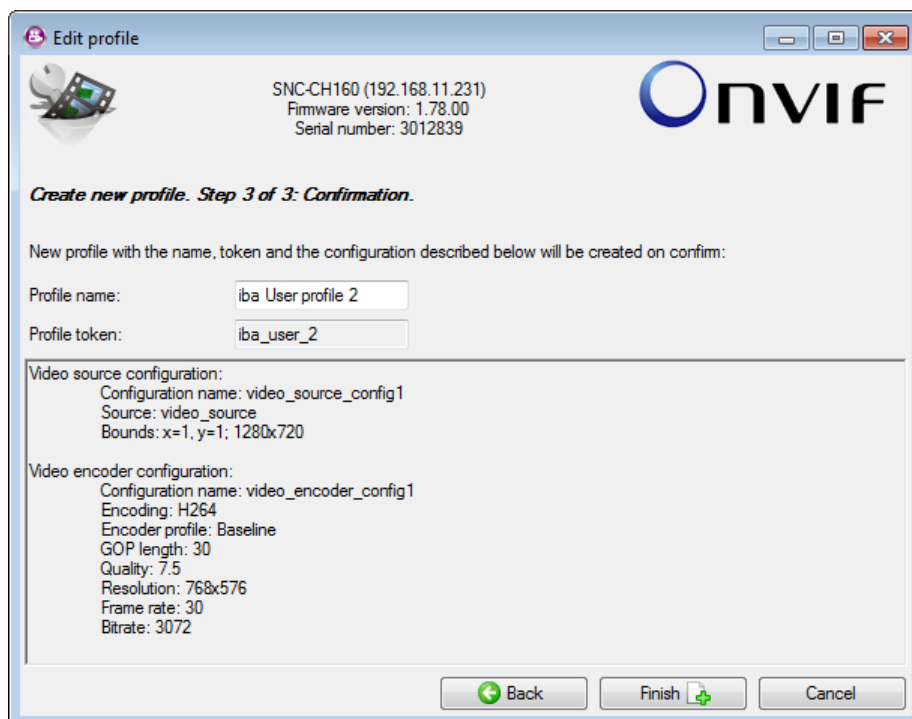 Edit profile
SNC-CH160 (192.168.11.231)
Firmware version: 1.78.00
Serial number: 3012839
ONVIF
Create new profile. Step 3 of 3: Confirmation.
New profile with the name, token and the configuration described below will be created on confirm:
Profile name: iba User profile 2
Profile token: iba_user_2
Video source configuration:
Configuration name: video_source_config1
Source: video_source
Bounds: x=1, y=1; 1280x720
Video encoder configuration:
Configuration name: video_encoder_config1
Encoding: H264
Encoder profile: Baseline
GOP length: 30
Quality: 7.5
Resolution: 768x576
Frame rate: 30
Bitrate: 3072
Back Finish Cancel